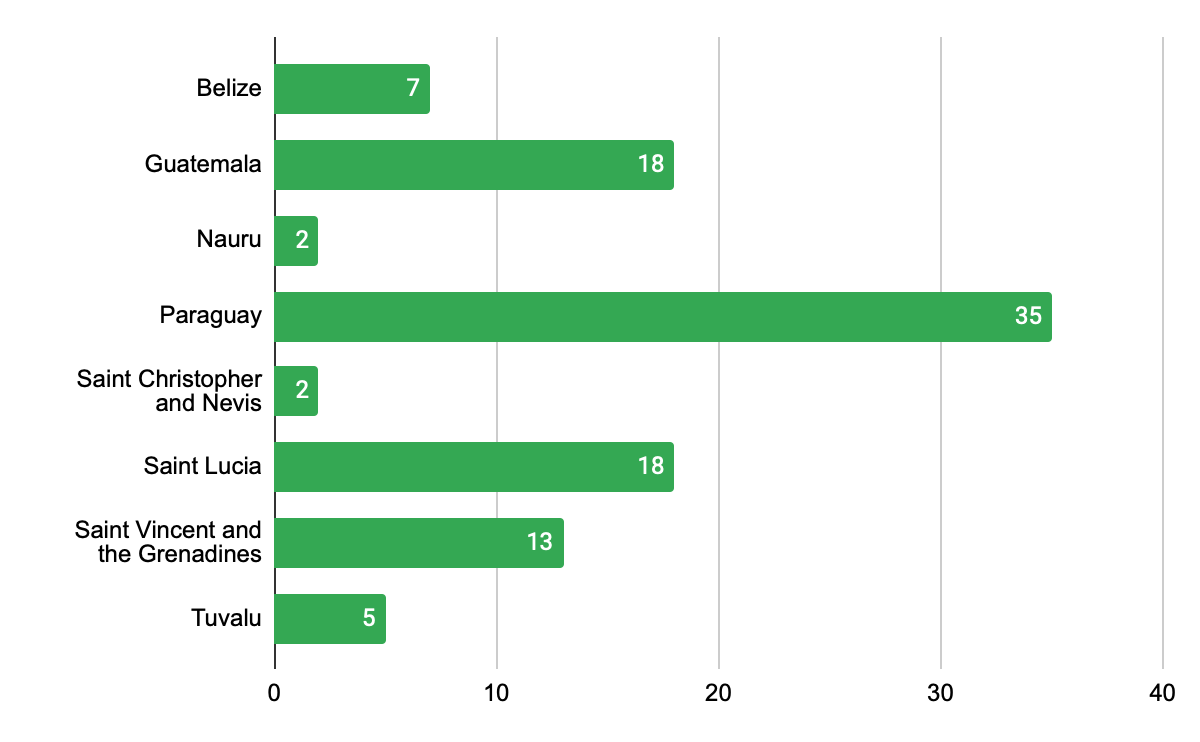 Belize
7
Guatemala
18
Nauru
2
Paraguay
35
Saint Christopher
and Nevis
2
Saint Lucia
18
Saint Vincent and
the Grenadines
13
Tuvalu
5
0 10 20 30 40